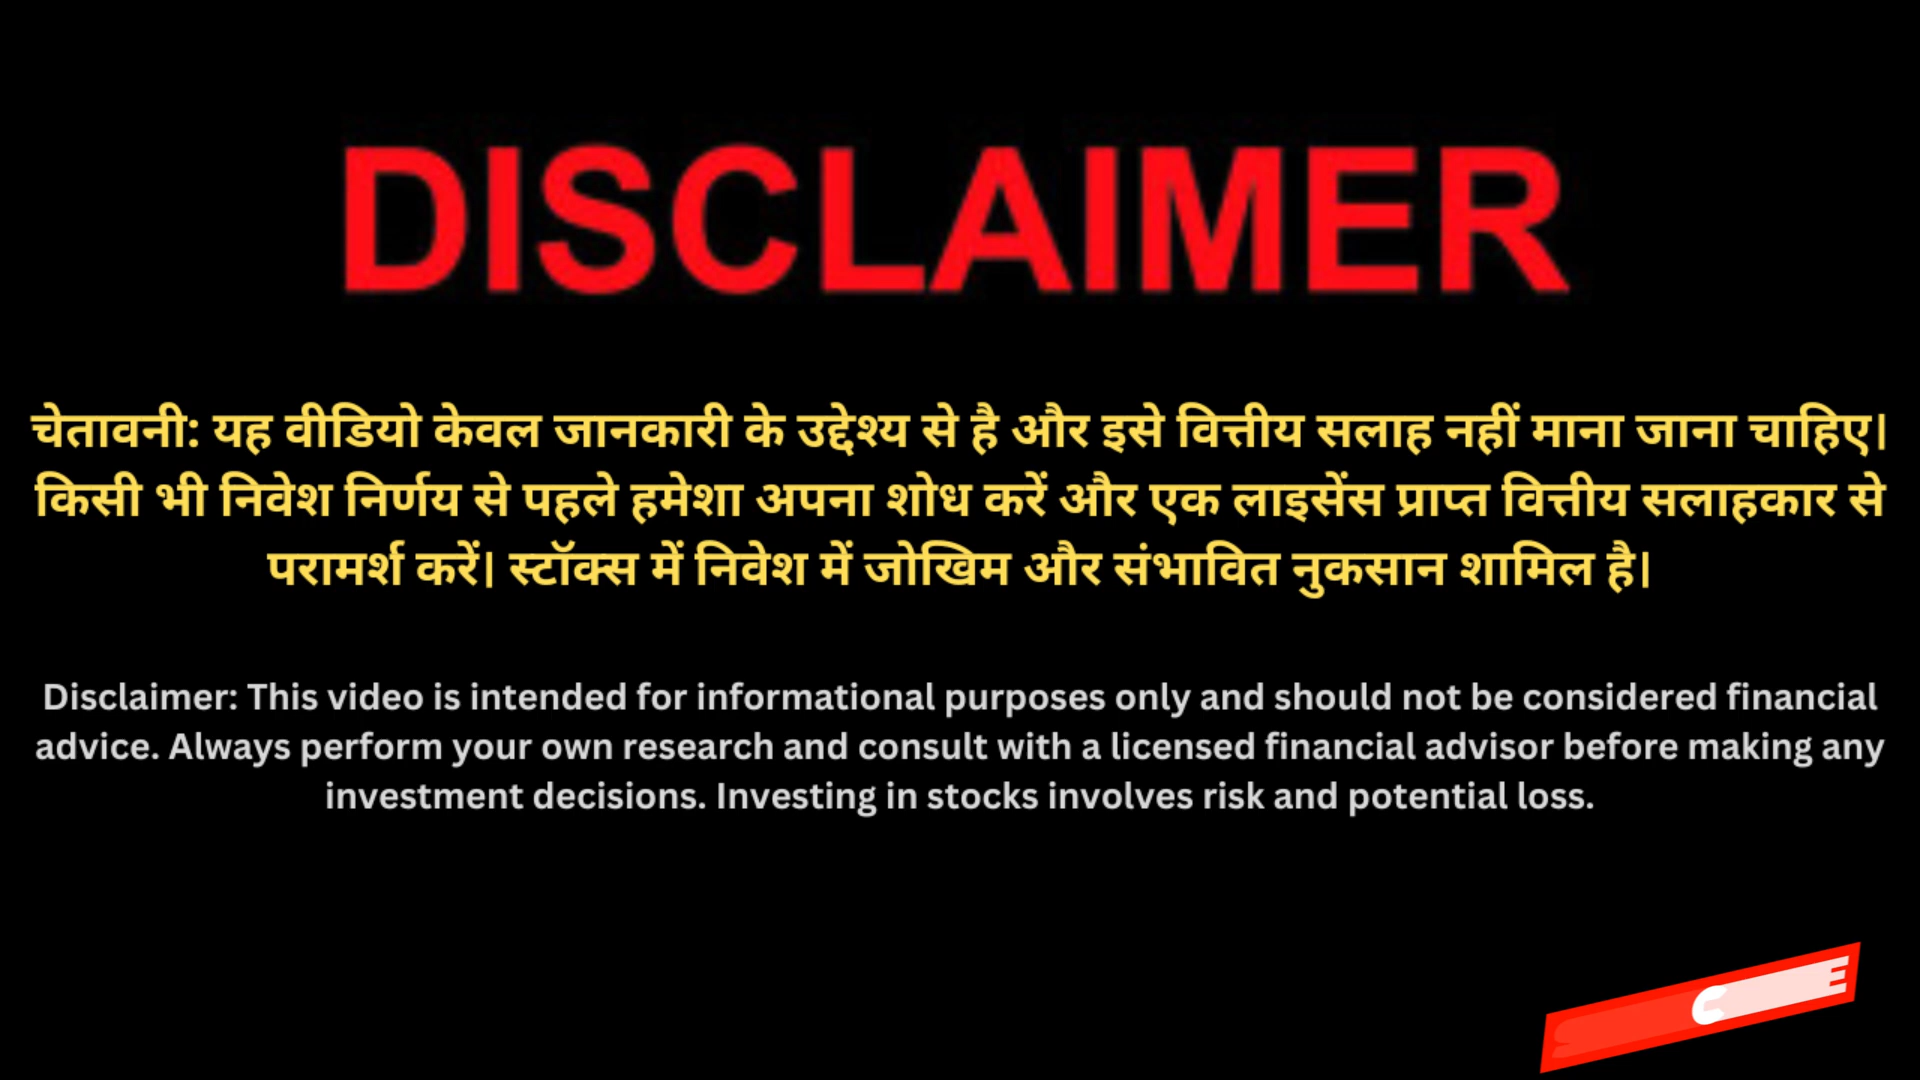 DISCLAIMER
चेतावनी: यह वीडियो केवल जानकारी के उद्देश्य से है और इसे वित्तीय सलाह नहीं माना जाना चाहिए।
किसी भी निवेश निर्णय से पहले हमेशा अपना शोध करें और एक लाइसेंस प्राप्त वित्तीय सलाहकार से
परामर्श करें। स्टॉक्स में निवेश में जोखिम और संभावित नुकसान शामिल है।
Disclaimer: This video is intended for informational purposes only and should not be considered financial
advice. Always perform your own research and consult with a licensed financial advisor before making any
investment decisions. Investing in stocks involves risk and potential loss.